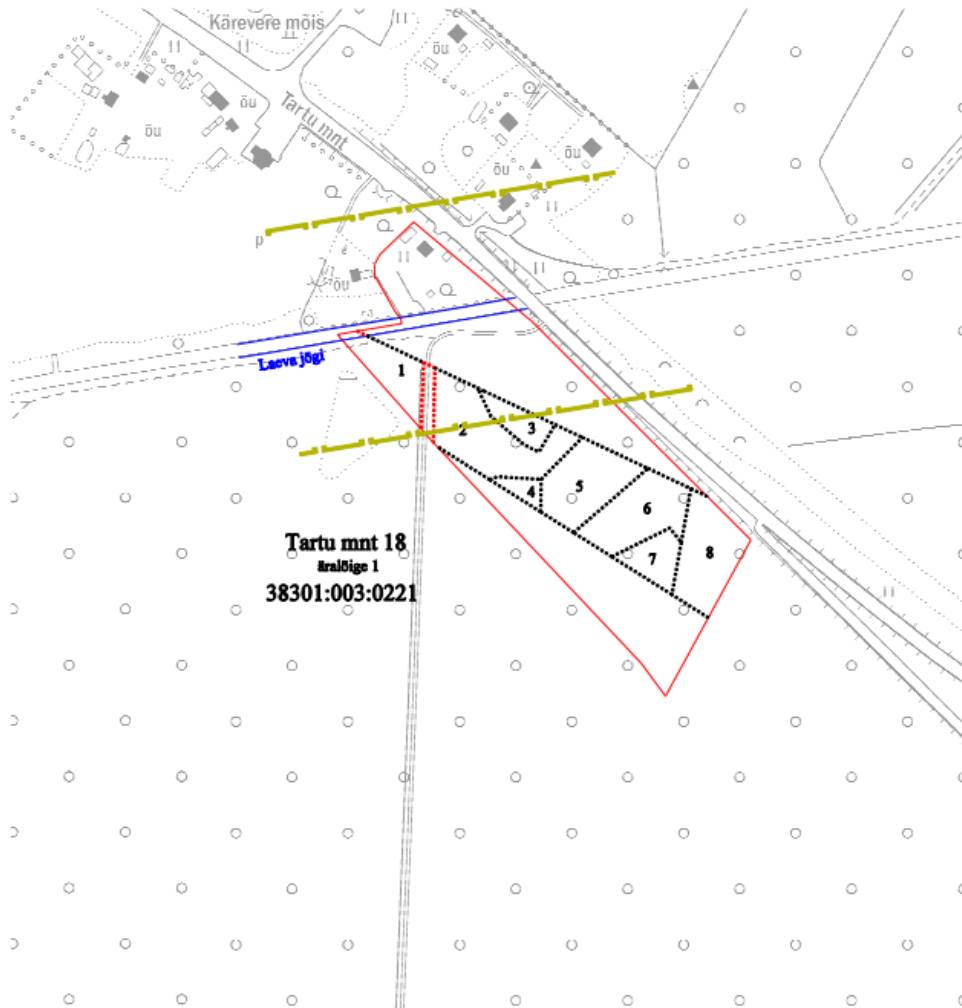 Kärevere mõis
õu
õu
Tartu mnt
õu
õu
õu
p
õu
Laeva jõgi
1
2
3
4
5
6
7
8
Tartu mnt 18
äralõige 1
38301:003:0221